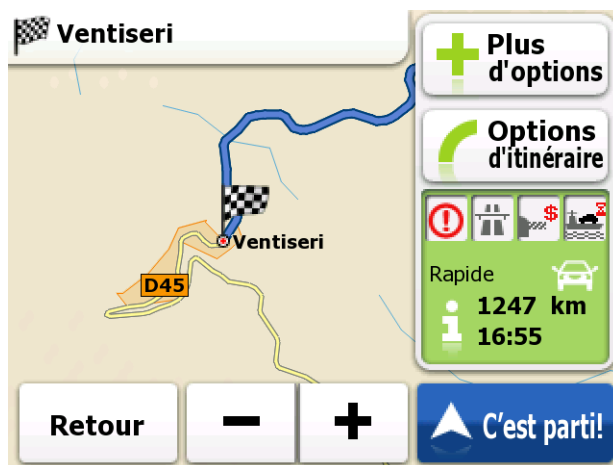 Ventiseri
Plus
d'options
Options
d'itinéraire
$
Rapide
1247 km
16:55
Ventiseri
D45
Retour
C'est parti!